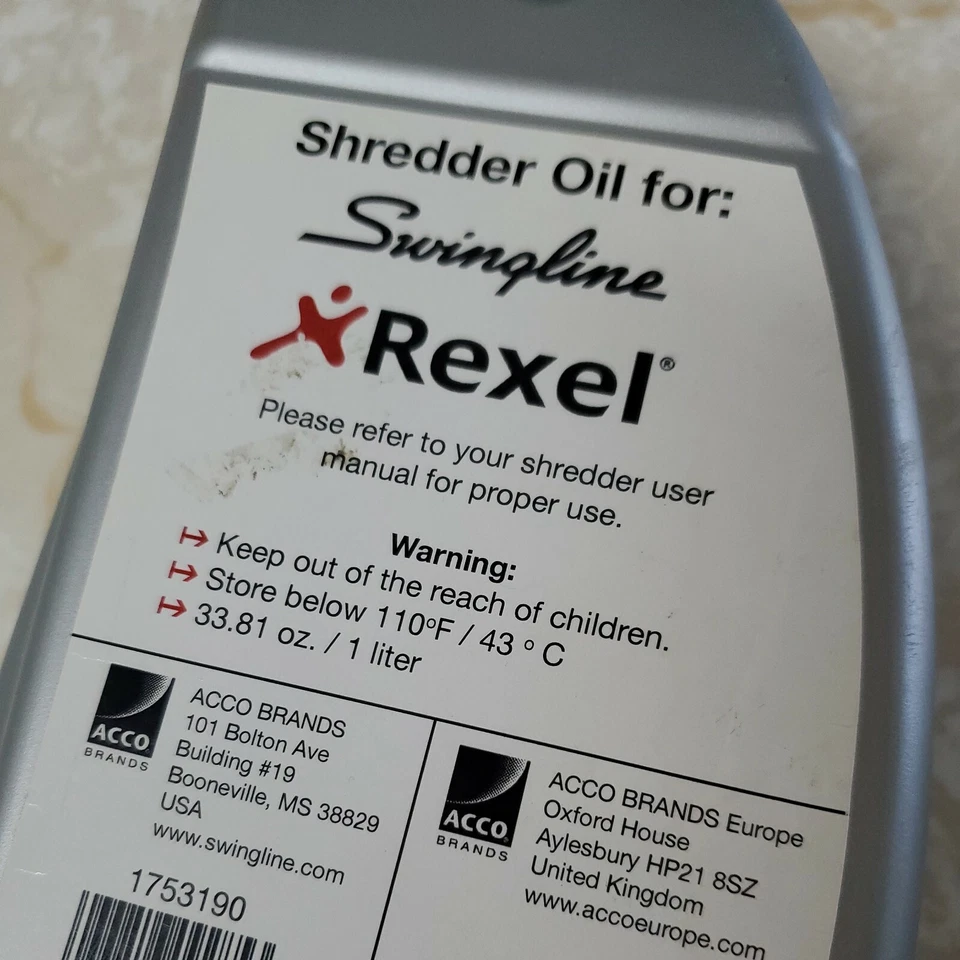 Shredder Oil for:
Swingline
Rexel®
Please refer to your shredder user
manual for proper use.
Warning:
↦ Keep out of the reach of children.
↦ Store below 110ºF / 43 º C
↦ 33.81 oz. / 1 liter
ACCO
BRANDS
ACCO BRANDS
101 Bolton Ave
Building #19
Booneville, MS 38829
USA
www.swingline.com
1753190
ACCO
BRANDS
ACCO BRANDS Europe
Oxford House
Aylesbury HP21 8SZ
United Kingdom
www.accoeurope.com